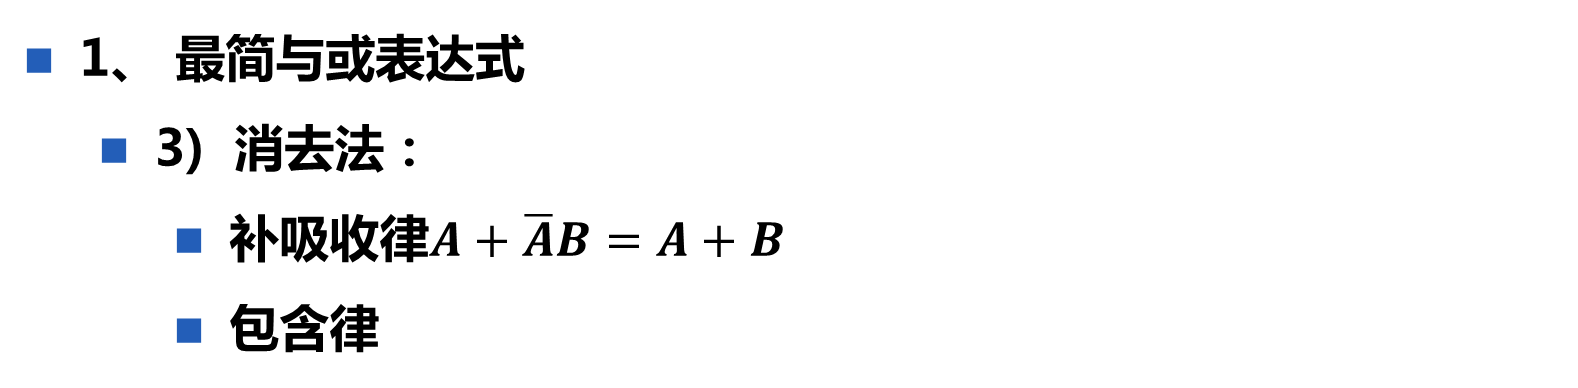 1、 最简与或表达式
3) 消去法：
补吸收律A + A̅B = A + B
包含律